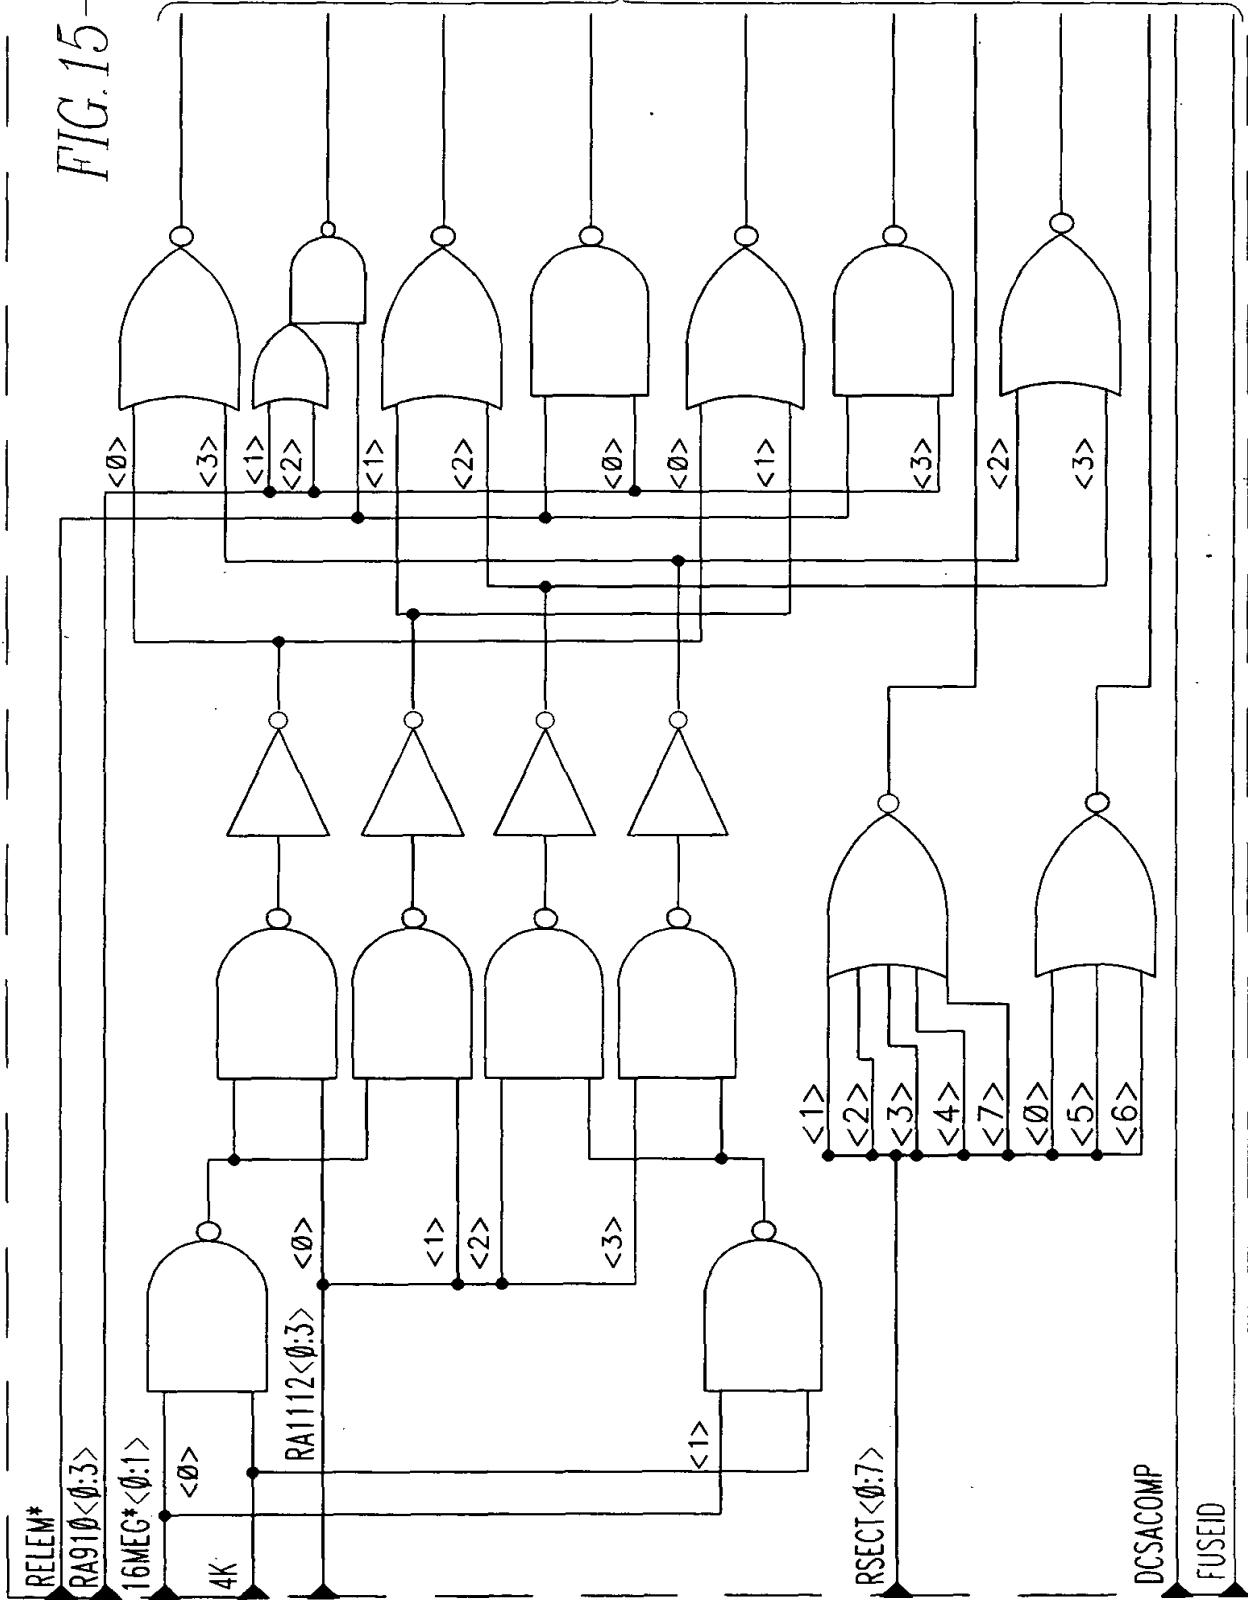 FIG. 15
<0>
<3>
<1>
<2>
<1>
<2>
<0>
<0>
<1>
<3>
<2>
<3>
<1>
<2>
<3>
<4>
<7>
<0>
<5>
<6>
<0>
<1>
<2>
<3>
RELEM*
RA910<0:3>
16MEG*<0:1>
<0>
4K
RA1112<0:3>
<1>
RSECT<0:7>
DCSACOMP
FUSEID